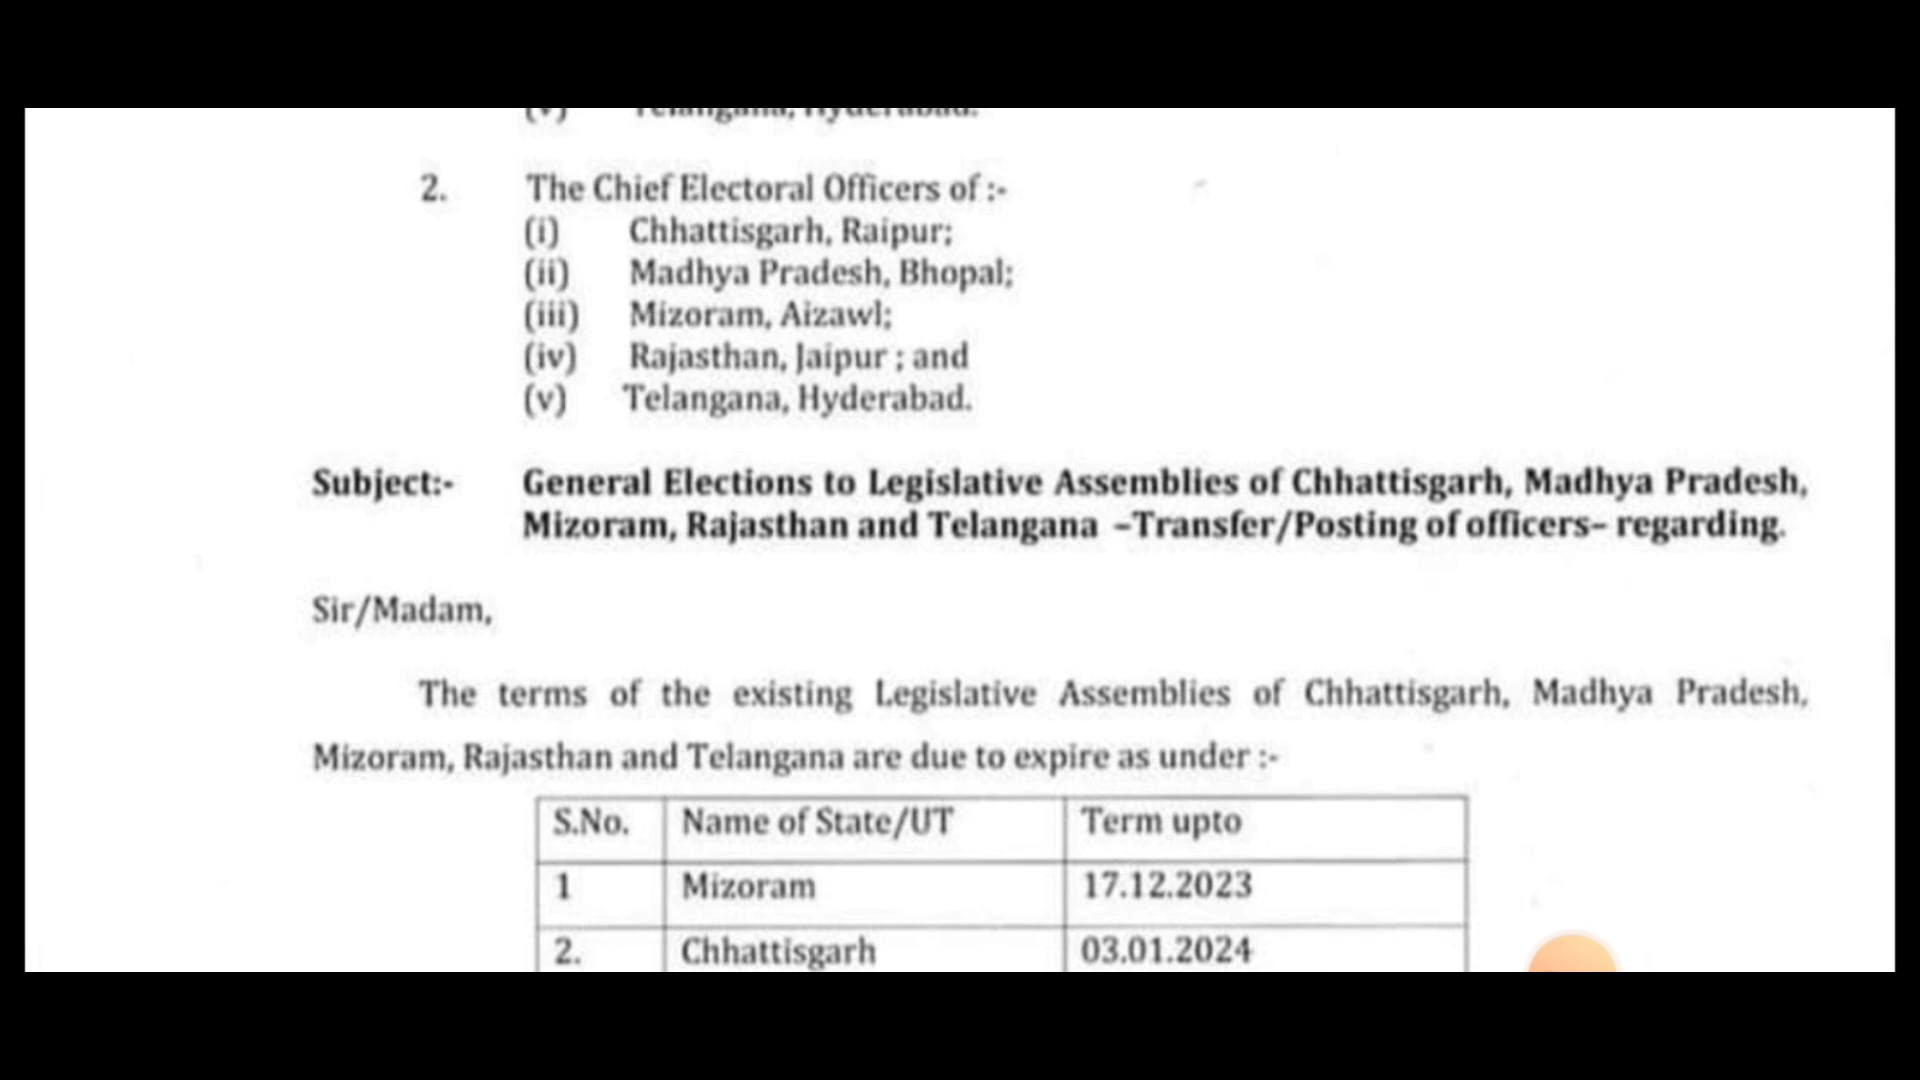 (v) Telangana, Hyderabad.
2. The Chief Electoral Officers of :-
(i) Chhattisgarh, Raipur;
(ii) Madhya Pradesh, Bhopal;
(iii) Mizoram, Aizawl;
(iv) Rajasthan, Jaipur ; and
(v) Telangana, Hyderabad.
Subject:- General Elections to Legislative Assemblies of Chhattisgarh, Madhya Pradesh,
Mizoram, Rajasthan and Telangana –Transfer/Posting of officers– regarding.
Sir/Madam,
The terms of the existing Legislative Assemblies of Chhattisgarh, Madhya Pradesh,
Mizoram, Rajasthan and Telangana are due to expire as under :-
S.No. Name of State/UT Term upto
1 Mizoram 17.12.2023
2. Chhattisgarh 03.01.2024